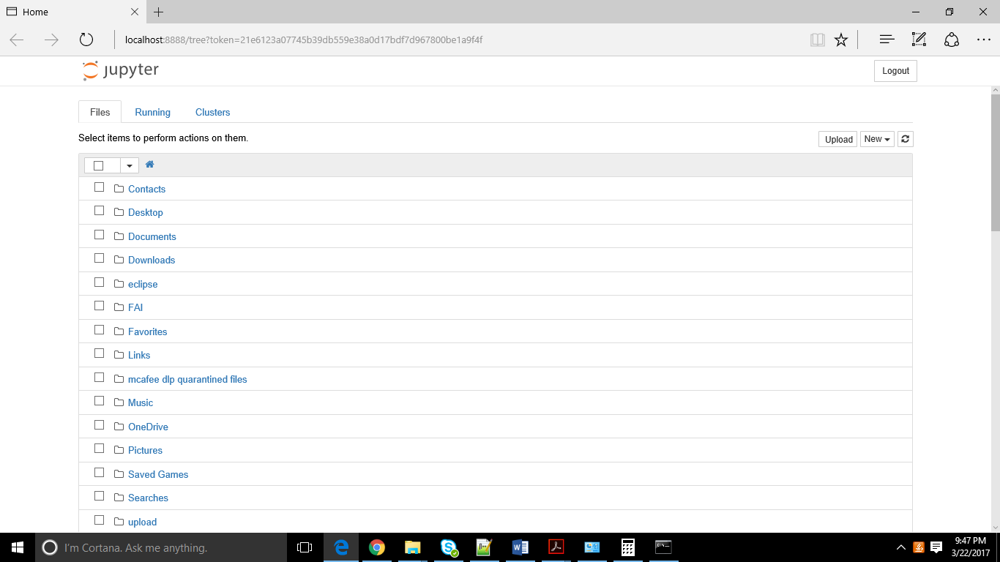 Home
localhost:8888/tree?token=21e6123a07745b39db559e38a0d17bdf7d967800be1a9f4f
jupyter
Logout
Files Running Clusters
Select items to perform actions on them.
Upload New
Contacts
Desktop
Documents
Downloads
eclipse
FAI
Favorites
Links
mcafee dlp quarantined files
Music
OneDrive
Pictures
Saved Games
Searches
upload
I'm Cortana. Ask me anything.
9:47 PM
3/22/2017